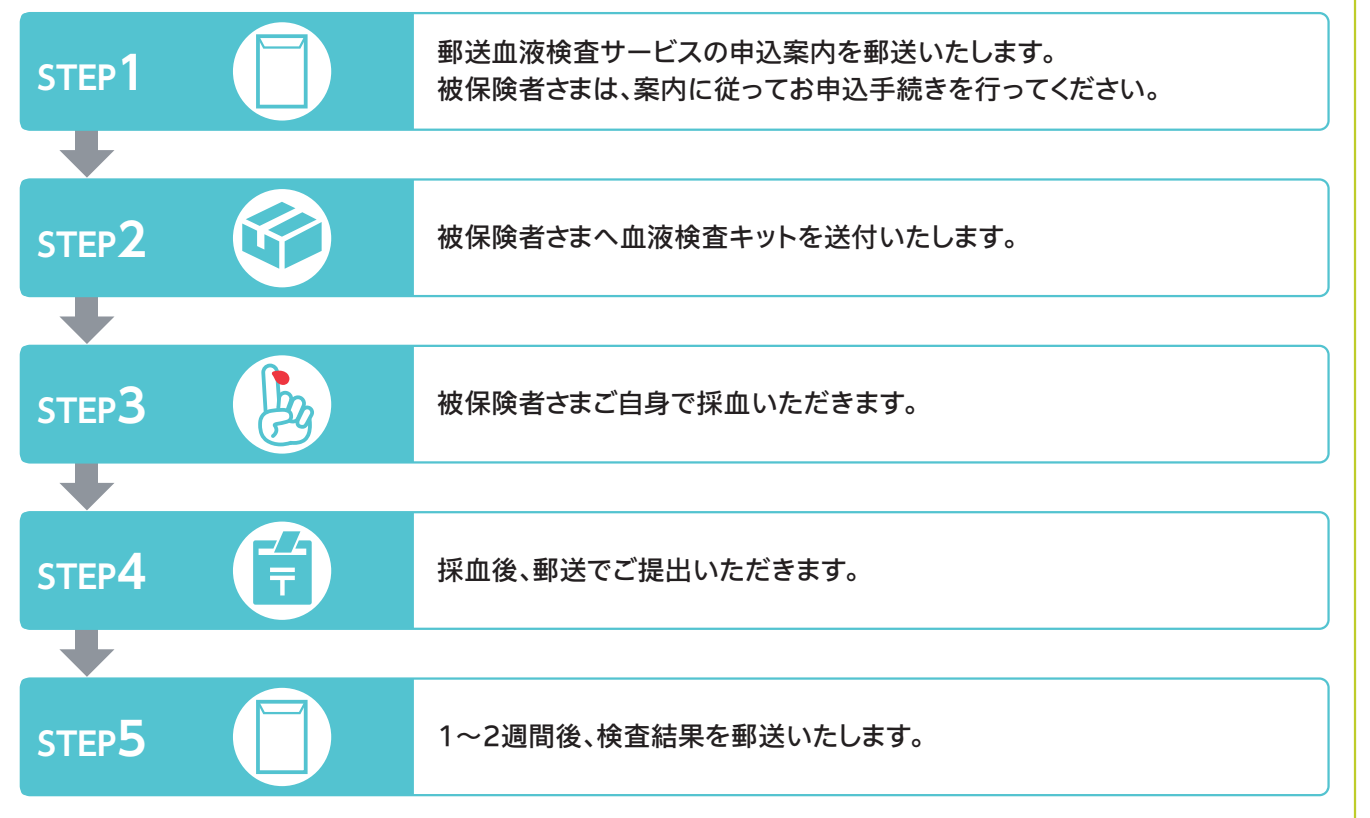 STEP1
郵送血液検査サービスの申込案内を郵送いたします。
被保険者さまは、案内に従ってお申込手続きを行ってください。
STEP2
被保険者さまへ血液検査キットを送付いたします。
STEP3
被保険者さまご自身で採血いただきます。
STEP4
〒
採血後、郵送でご提出いただきます。
STEP5
1〜2週間後、検査結果を郵送いたします。